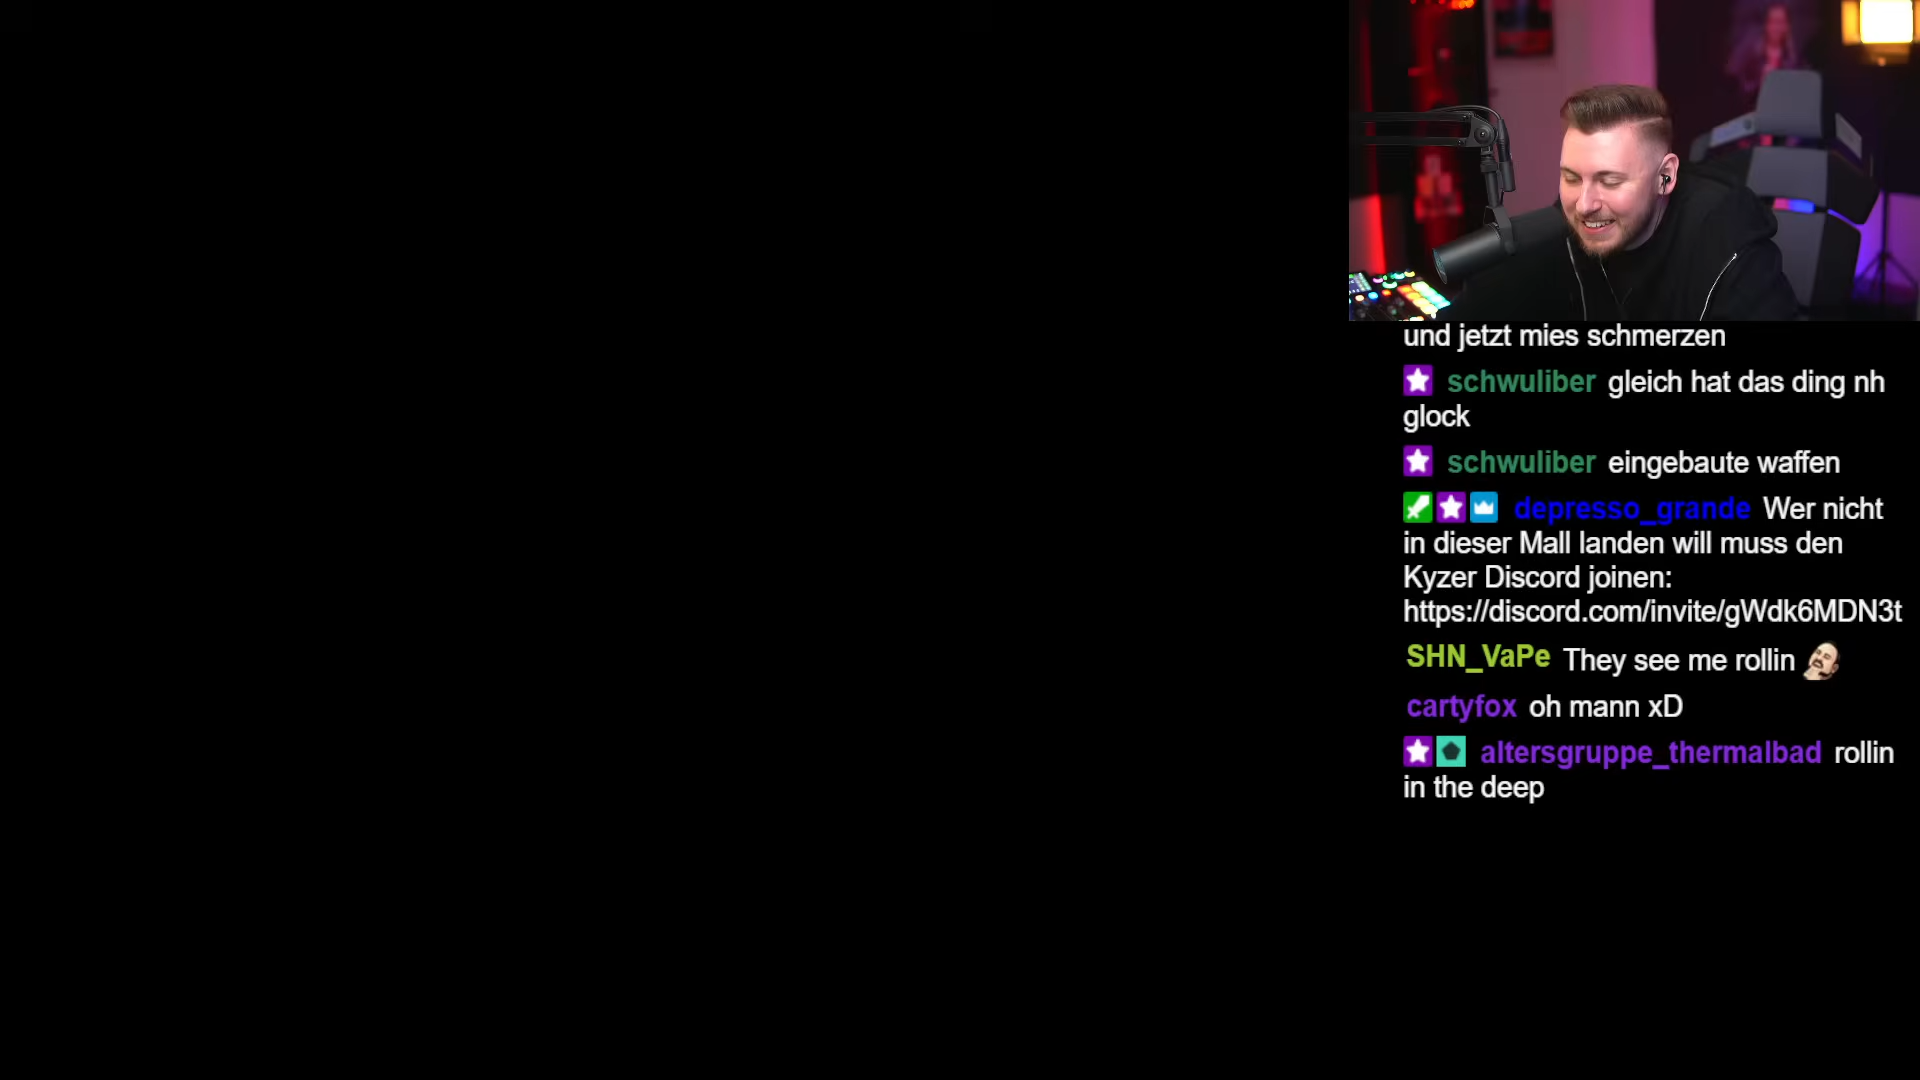 und jetzt mies schmerzen
schwuliber gleich hat das ding nh
glock
schwuliber eingebaute waffen
depresso_grande Wer nicht
in dieser Mall landen will muss den
Kyzer Discord joinen:
https://discord.com/invite/gWdk6MDN3t
SHN_VaPe They see me rollin
cartyfox oh mann xD
altersgruppe_thermalbad rollin
in the deep